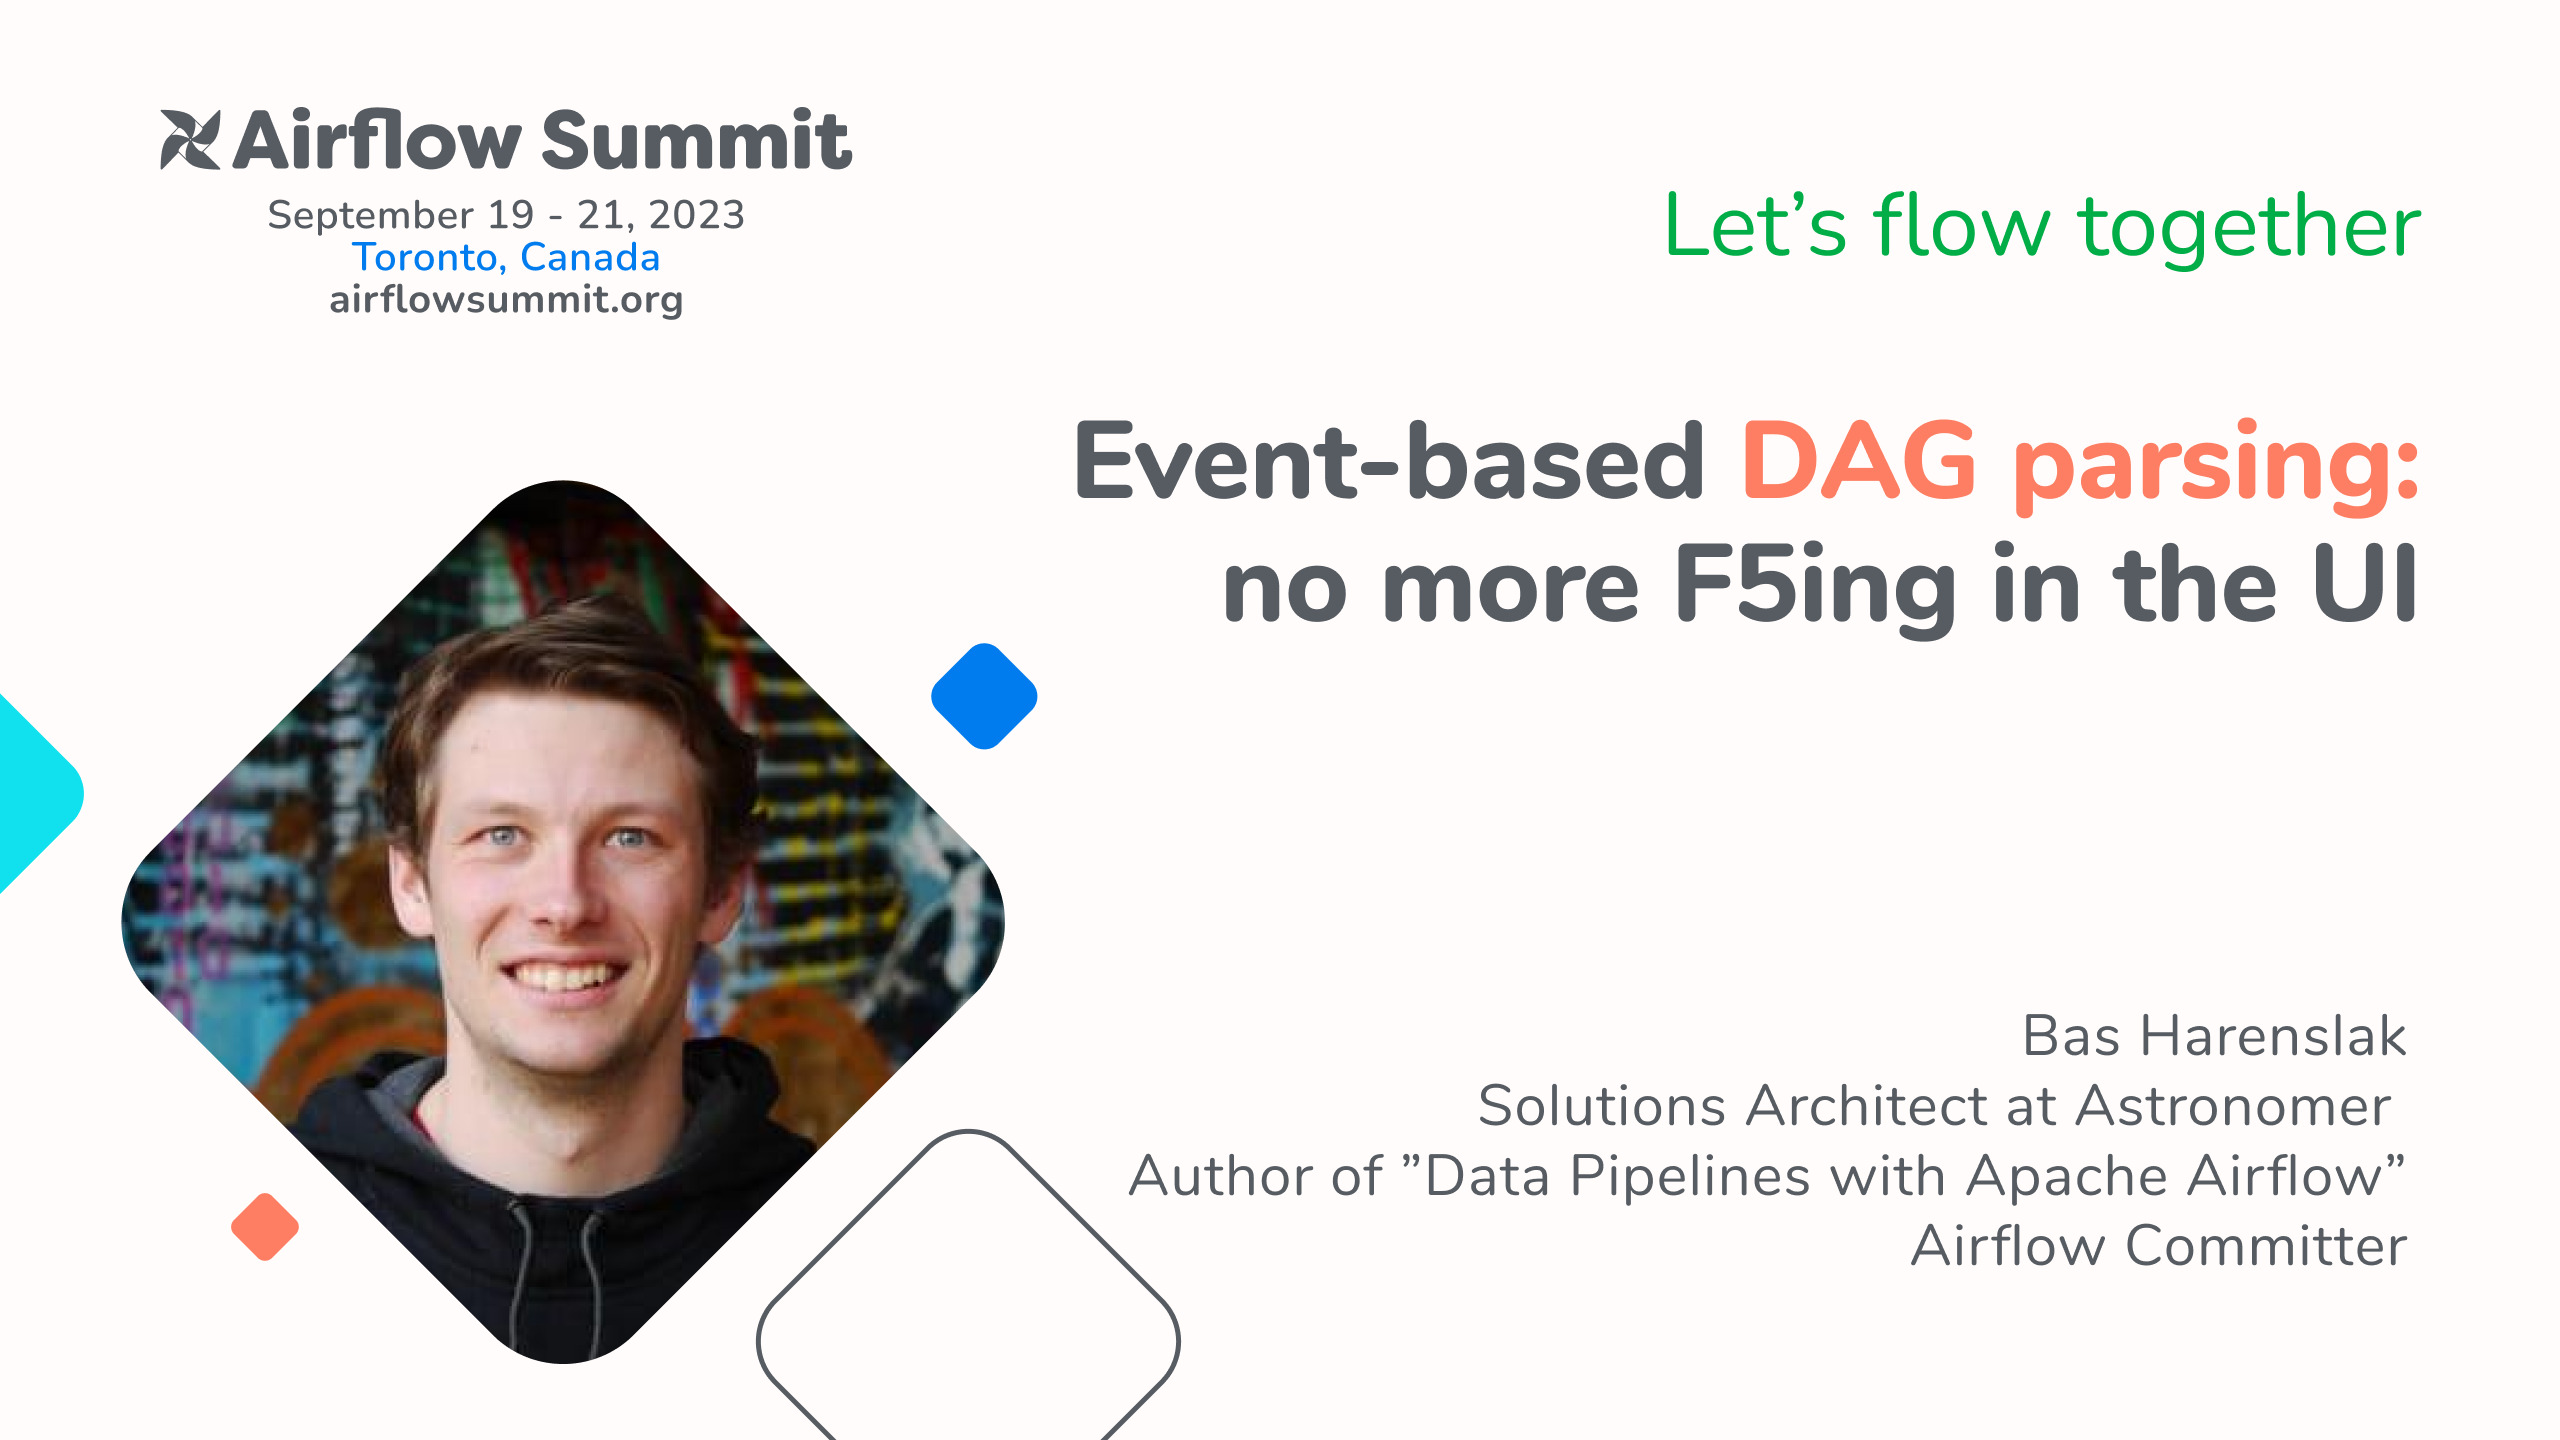 Airflow Summit
September 19 - 21, 2023
Toronto, Canada
airflowsummit.org
Let’s flow together
Event-based DAG parsing:
no more F5ing in the UI
Bas Harenslak
Solutions Architect at Astronomer
Author of ”Data Pipelines with Apache Airflow”
Airflow Committer